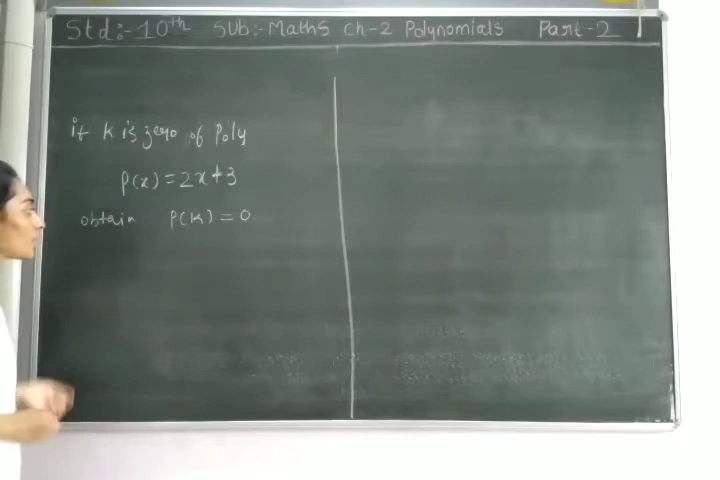 Std:-10th Sub:-Maths Ch-2 Polynomials Part-2
if k is zero of Poly
P(x)=2x+3
obtain P(k)=0